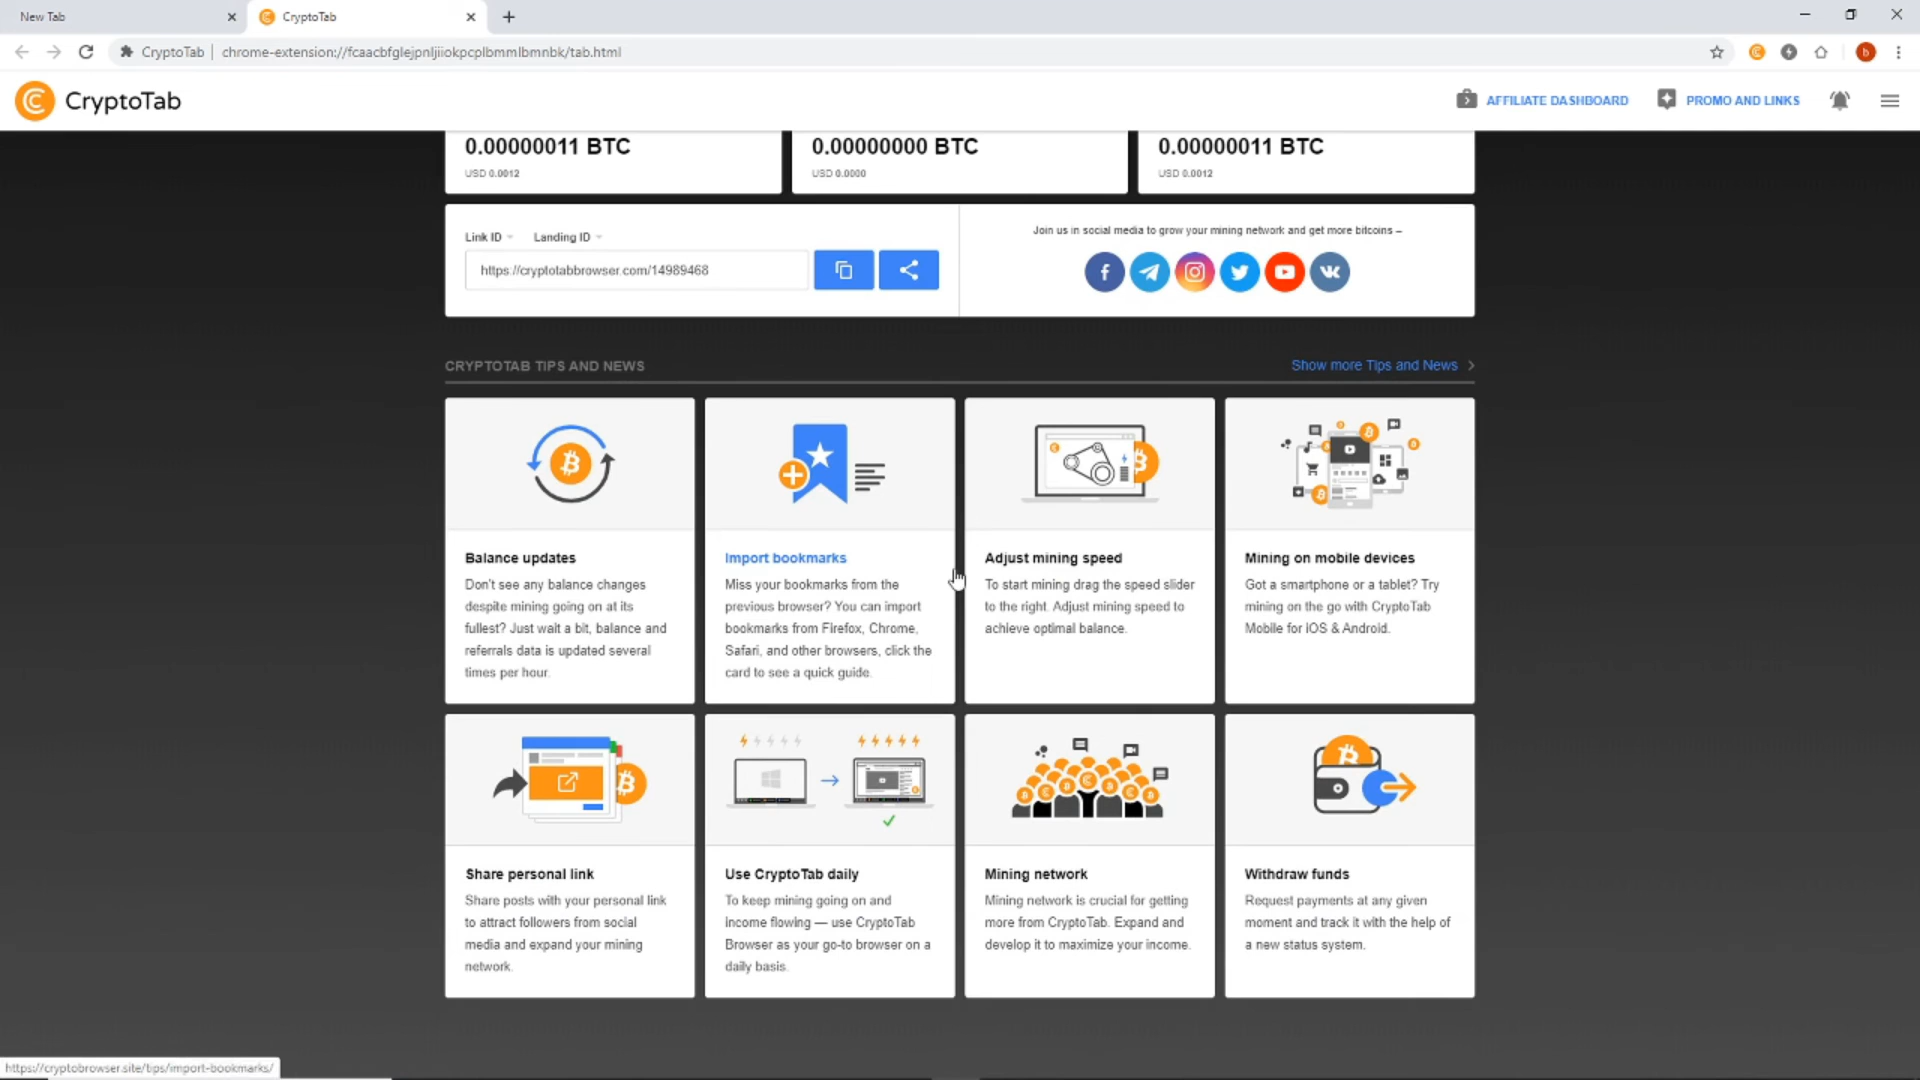 New Tab
CryptoTab
CryptoTab
chrome-extension://fcaacbfglejpnljiiokpcplbmmlbmnbk/tab.html
b
CryptoTab
AFFILIATE DASHBOARD
PROMO AND LINKS
0.00000011 BTC
USD 0.0012
0.00000000 BTC
USD 0.0000
0.00000011 BTC
USD 0.0012
Link ID
Landing ID
https://cryptotabbrowser.com/14989468
Join us in social media to grow your mining network and get more bitcoins –
CRYPTOTAB TIPS AND NEWS
Show more Tips and News
Balance updates
Don't see any balance changes
despite mining going on at its
fullest? Just wait a bit, balance and
referrals data is updated several
times per hour.
Import bookmarks
Miss your bookmarks from the
previous browser? You can import
bookmarks from Firefox, Chrome,
Safari, and other browsers, click the
card to see a quick guide.
Adjust mining speed
To start mining drag the speed slider
to the right. Adjust mining speed to
achieve optimal balance.
Mining on mobile devices
Got a smartphone or a tablet? Try
mining on the go with CryptoTab
Mobile for iOS & Android.
Share personal link
Share posts with your personal link
to attract followers from social
media and expand your mining
network.
Use CryptoTab daily
To keep mining going on and
income flowing — use CryptoTab
Browser as your go-to browser on a
daily basis.
Mining network
Mining network is crucial for getting
more from CryptoTab. Expand and
develop it to maximize your income.
Withdraw funds
Request payments at any given
moment and track it with the help of
a new status system.
https://cryptobrowser.site/tips/import-bookmarks/